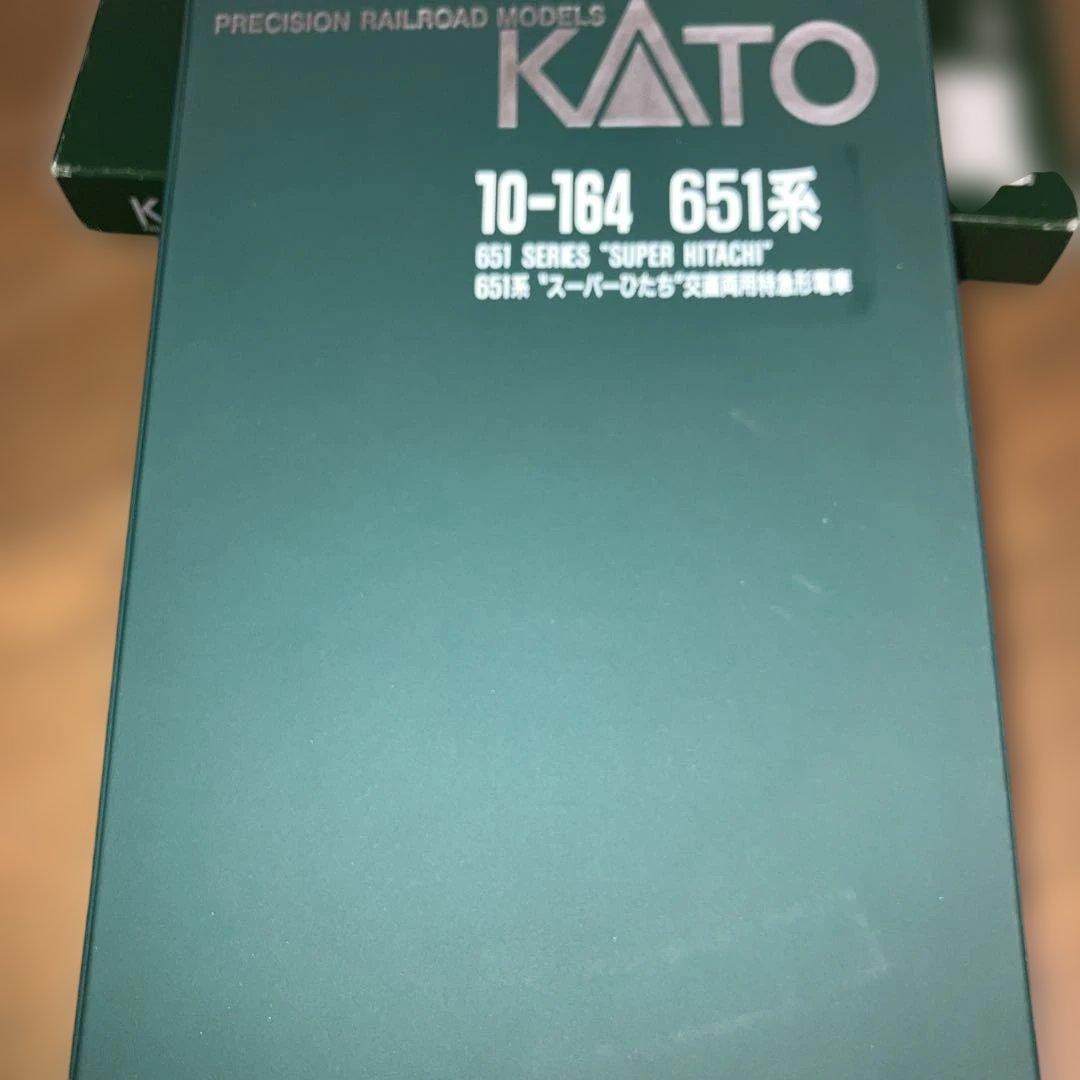 PRECISION RAILROAD MODELS
KATO
10-164 651系
651 SERIES "SUPER HITACHI"
651系 〝スーパーひたち〞交直両用特急形電車
K